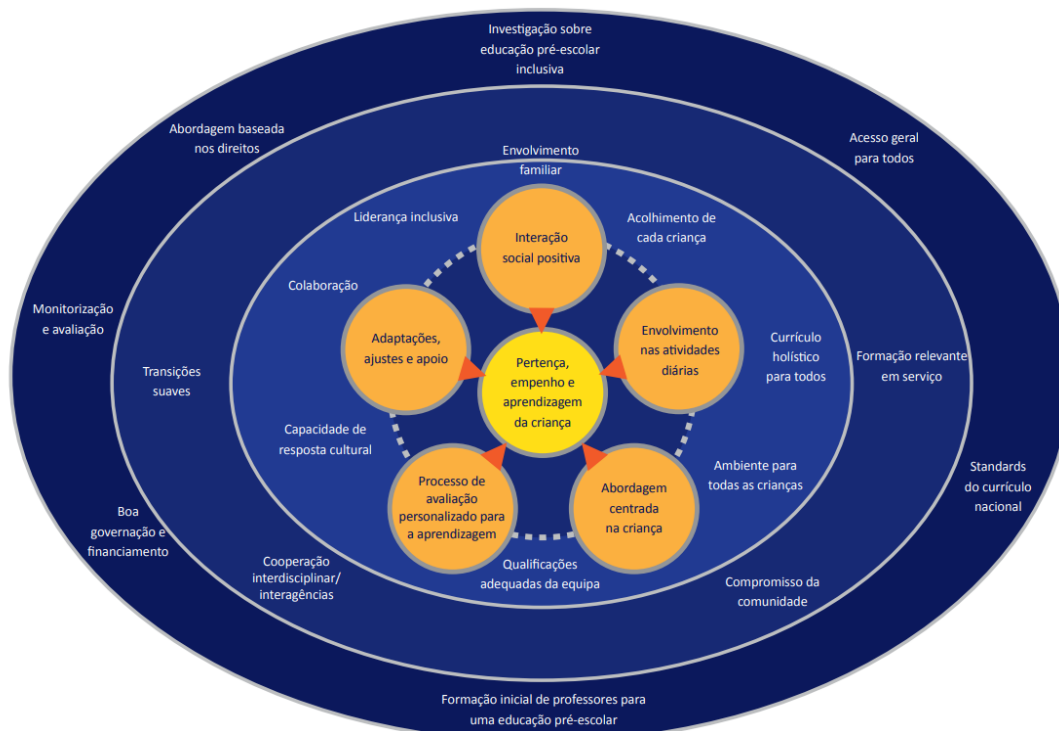 Investigação sobre
educação pré-escolar
inclusiva
Abordagem baseada
nos direitos
Acesso geral
para todos
Envolvimento
familiar
Liderança inclusiva
Acolhimento de
cada criança
Interação
social positiva
Colaboração
Monitorização
e avaliação
Adaptações,
ajustes e apoio
Envolvimento
nas atividades
diárias
Currículo
holístico
para todos
Formação relevante
em serviço
Transições
suaves
Pertença,
empenho e
aprendizagem
da criança
Capacidade de
resposta cultural
Ambiente para
todas as crianças
Standards
do currículo
nacional
Processo de
avaliação
personalizado para
a aprendizagem
Abordagem
centrada
na criança
Boa
governação e
financiamento
Cooperação
interdisciplinar/
interagências
Qualificações
adequadas da equipa
Compromisso da
comunidade
Formação inicial de professores para
uma educação pré-escolar